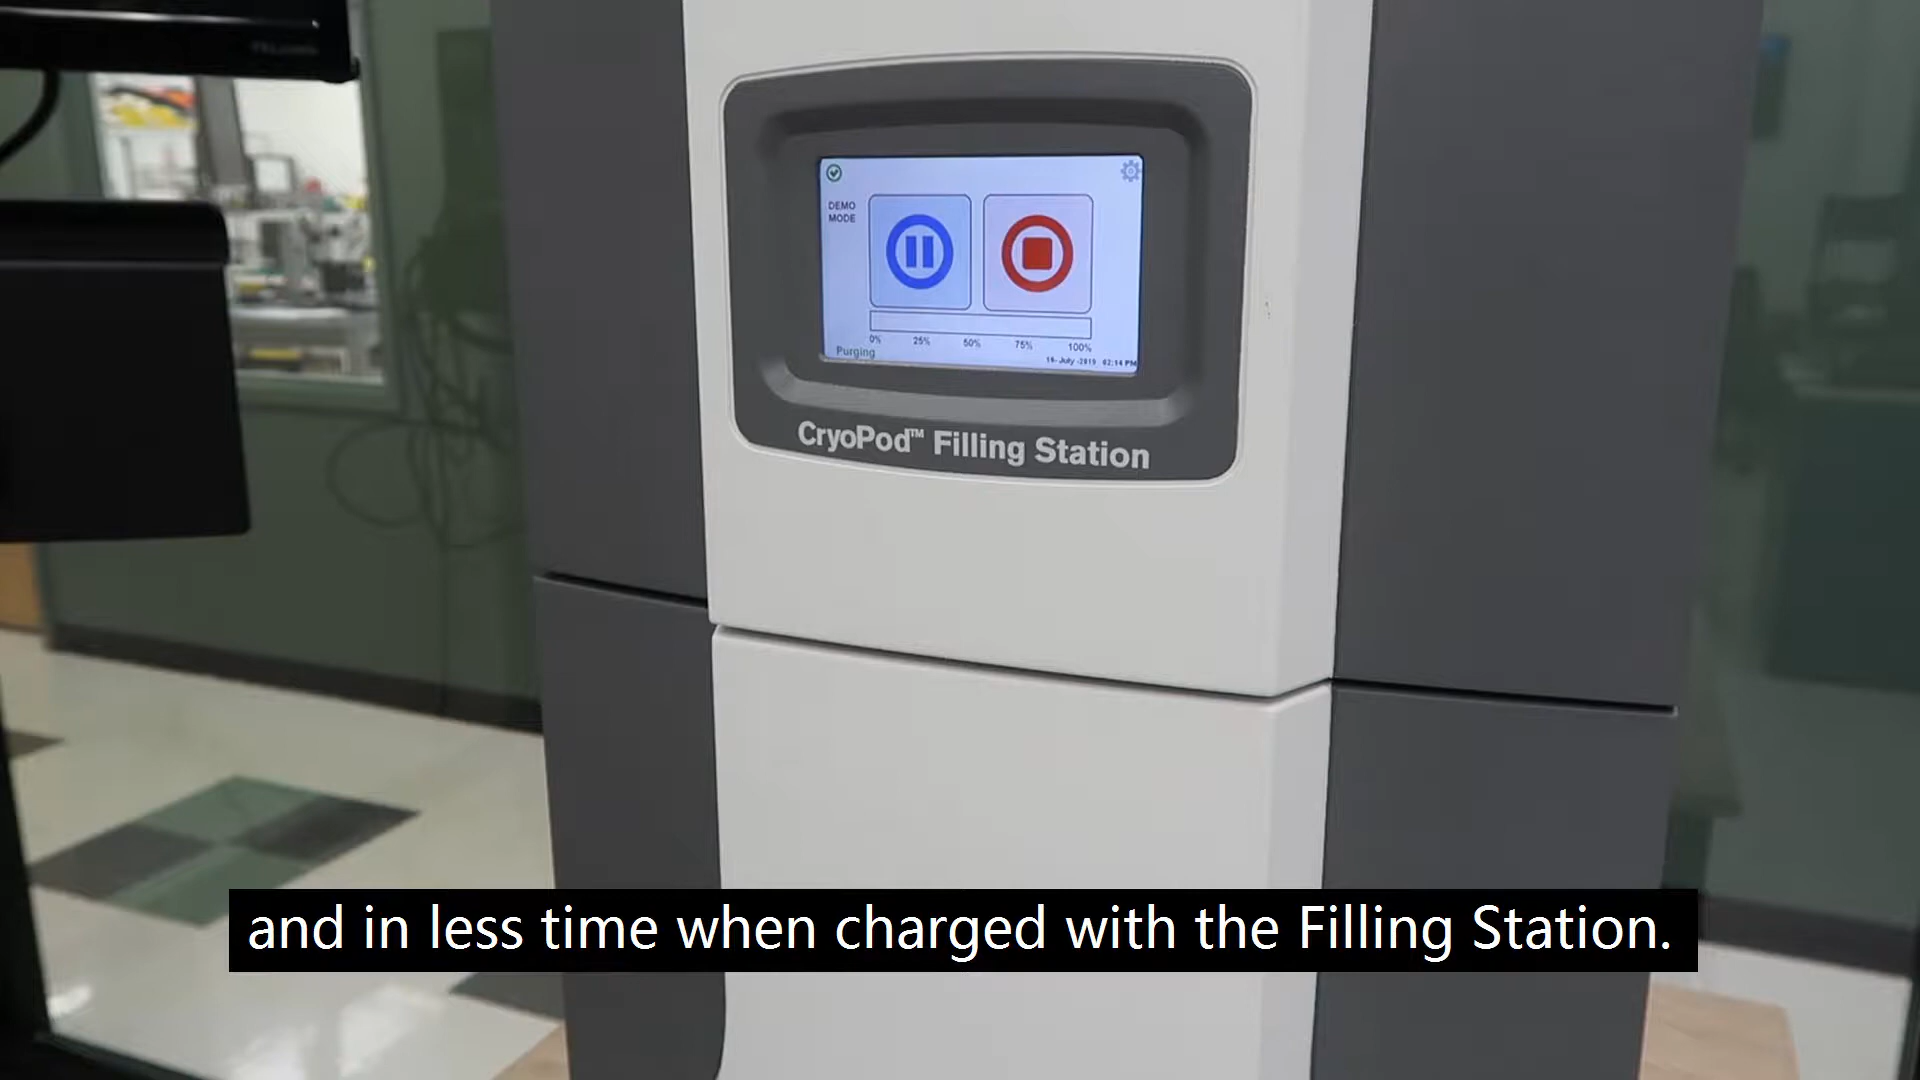 DEMO
MODE
0% 25% 50% 75% 100%
Purging
CryoPod™ Filling Station
and in less time when charged with the Filling Station.